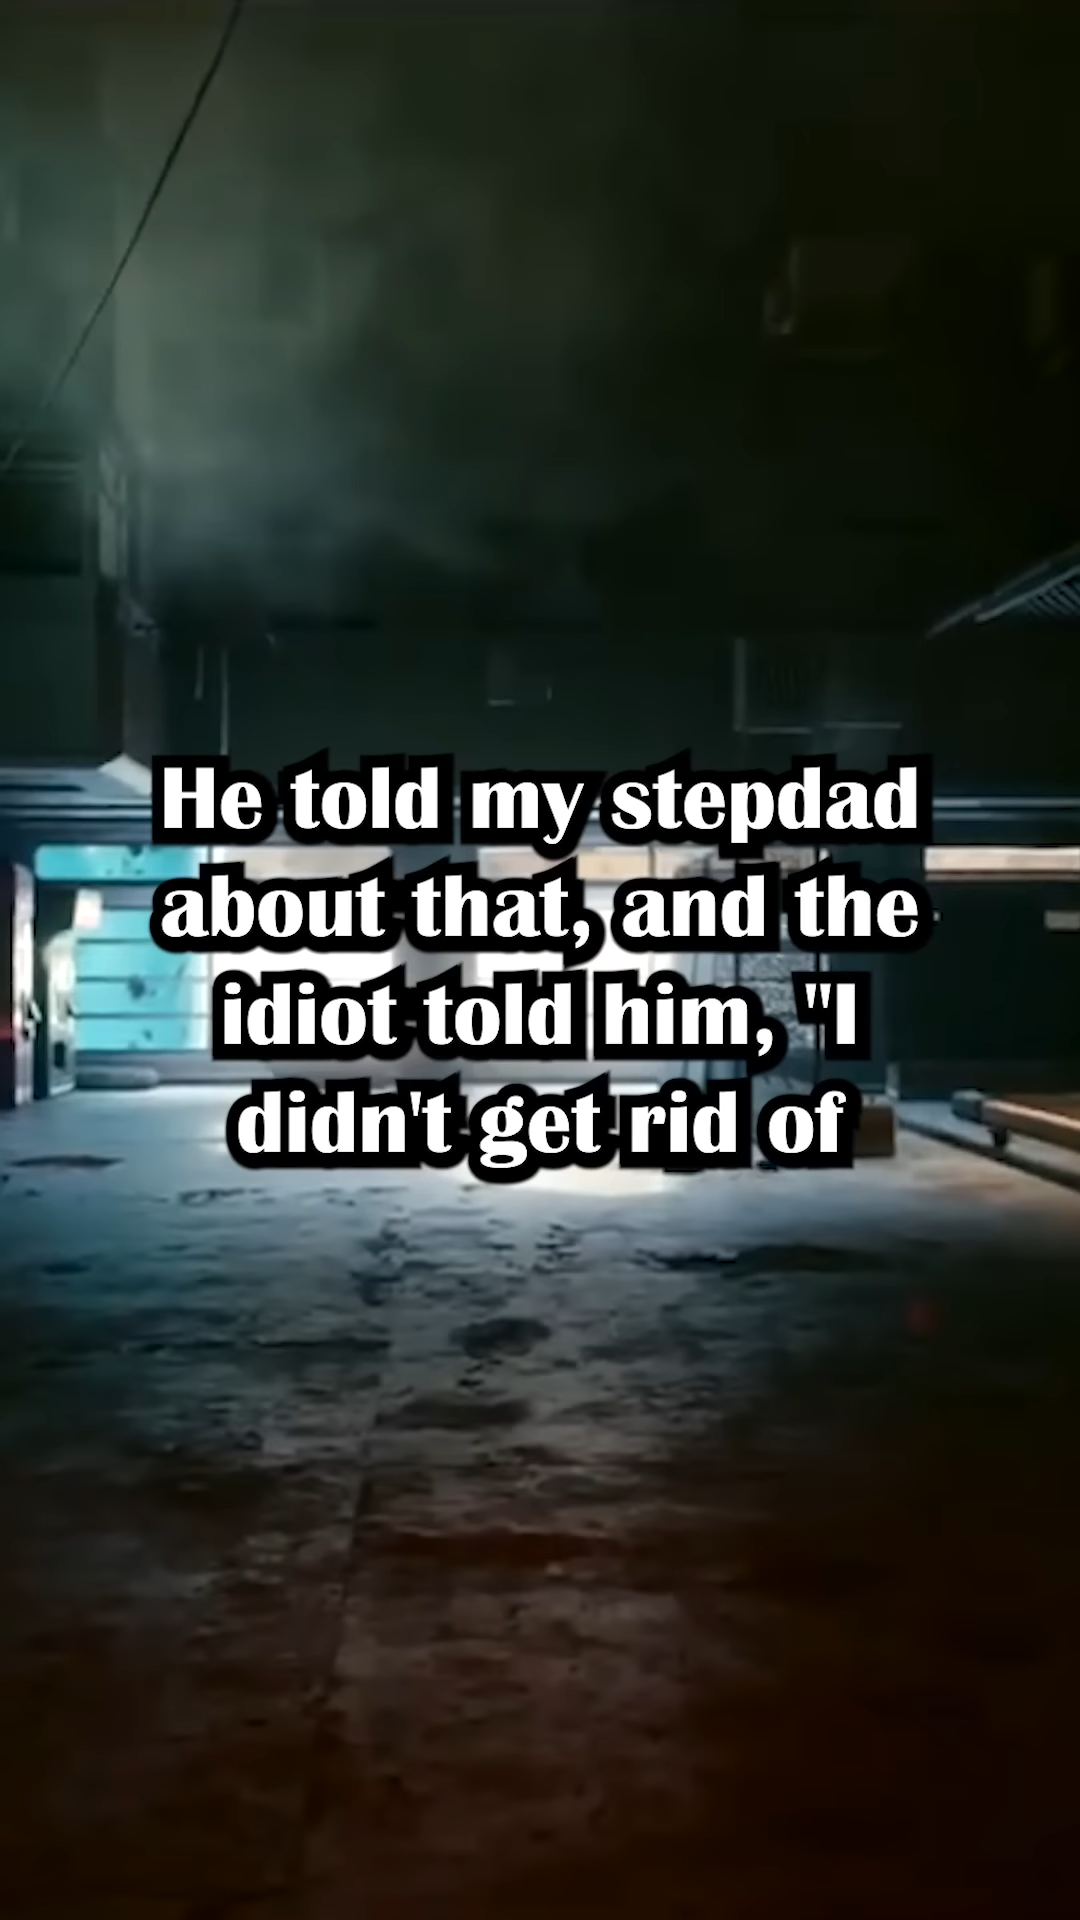 He told my stepdad
about that, and the
idiot told him, "I
didn't get rid of